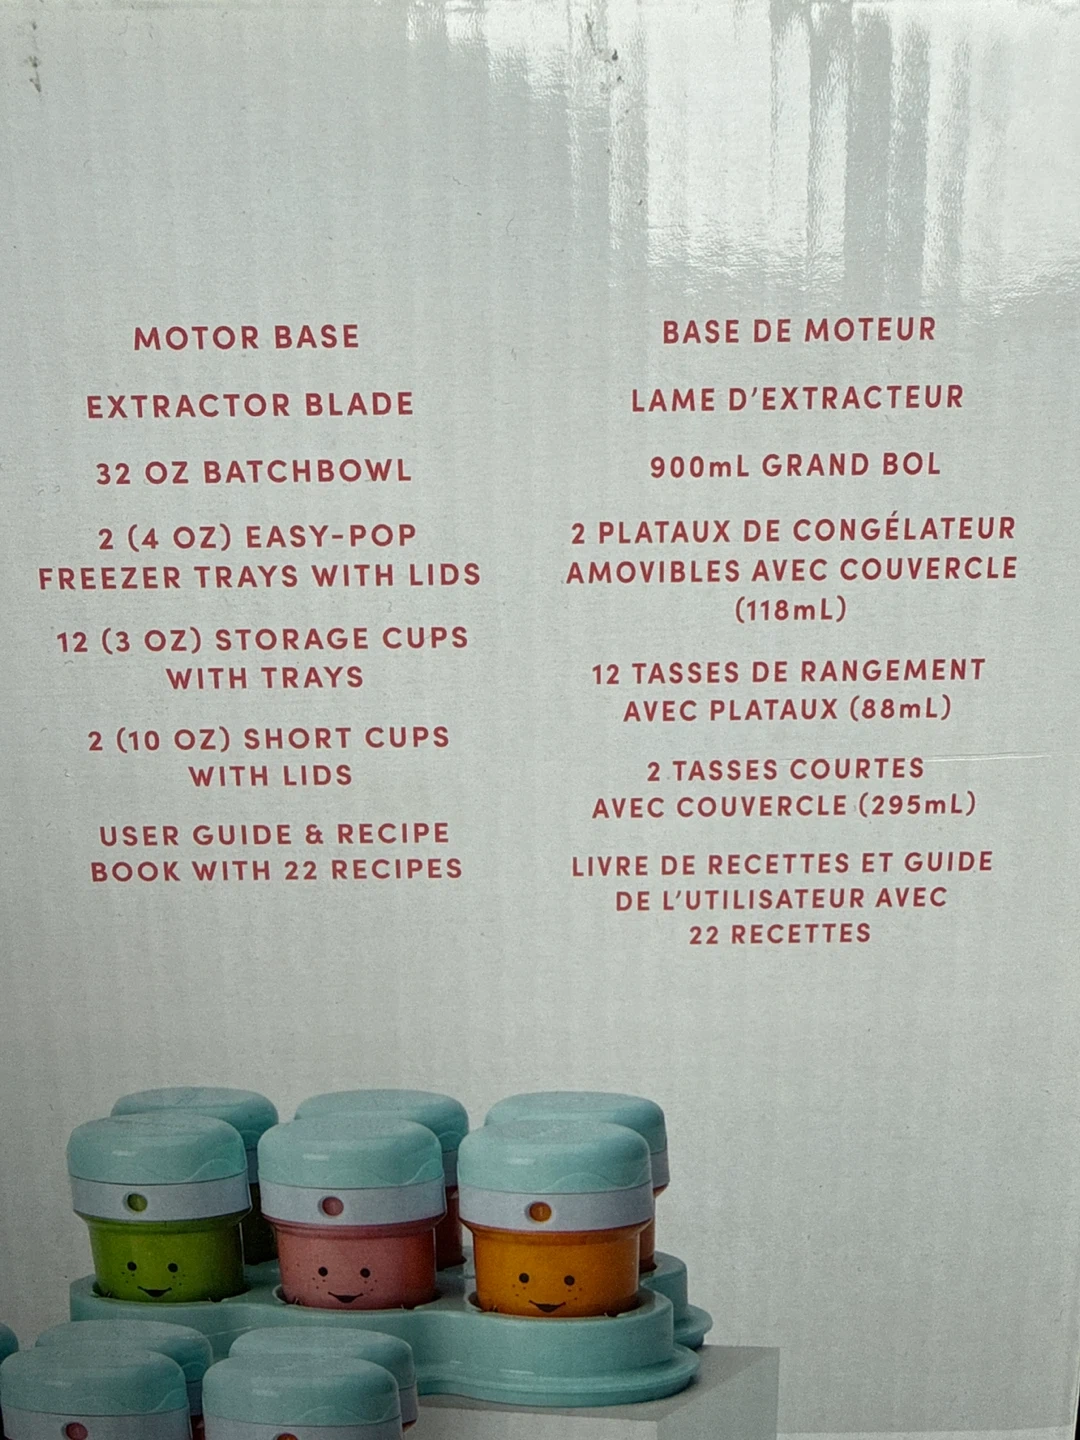 MOTOR BASE
EXTRACTOR BLADE
32 OZ BATCHBOWL
2 (4 OZ) EASY-POP
FREEZER TRAYS WITH LIDS
12 (3 OZ) STORAGE CUPS
WITH TRAYS
2 (10 OZ) SHORT CUPS
WITH LIDS
USER GUIDE & RECIPE
BOOK WITH 22 RECIPES
BASE DE MOTEUR
LAME D'EXTRACTEUR
900mL GRAND BOL
2 PLATAUX DE CONGÉLATEUR
AMOVIBLES AVEC COUVERCLE
(118mL)
12 TASSES DE RANGEMENT
AVEC PLATAUX (88mL)
2 TASSES COURTES
AVEC COUVERCLE (295mL)
LIVRE DE RECETTES ET GUIDE
DE L'UTILISATEUR AVEC
22 RECETTES